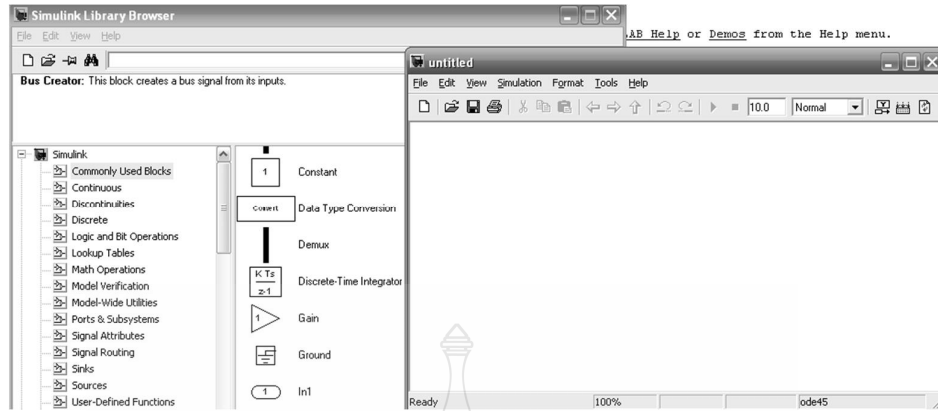 Simulink Library Browser
File Edit View Help
Bus Creator: This block creates a bus signal from its inputs.
Simulink
Commonly Used Blocks
Continuous
Discontinuities
Discrete
Logic and Bit Operations
Lookup Tables
Math Operations
Model Verification
Model-Wide Utilities
Ports & Subsystems
Signal Attributes
Signal Routing
Sinks
Sources
User-Defined Functions
1 Constant
Convert Data Type Conversion
Demux
K Ts
z-1
Discrete-Time Integrator
1 Gain
Ground
1 In1
LAB Help or Demos from the Help menu.
untitled
File Edit View Simulation Format Tools Help
10.0 Normal
Ready 100% ode45